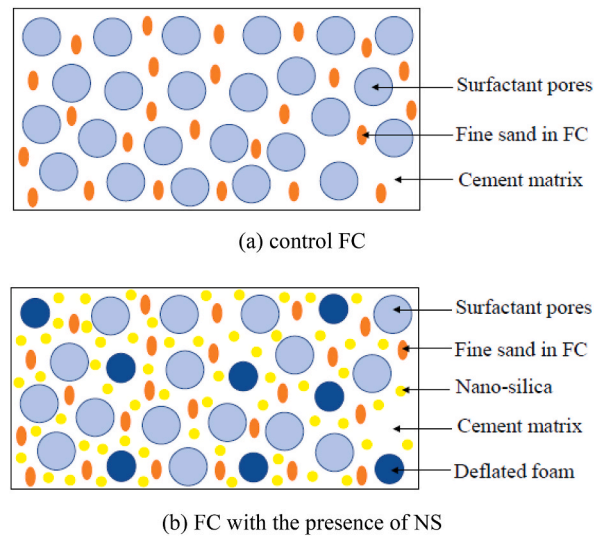 Surfactant pores
Fine sand in FC
Cement matrix
(a) control FC
Surfactant pores
Fine sand in FC
Nano-silica
Cement matrix
Deflated foam
(b) FC with the presence of NS